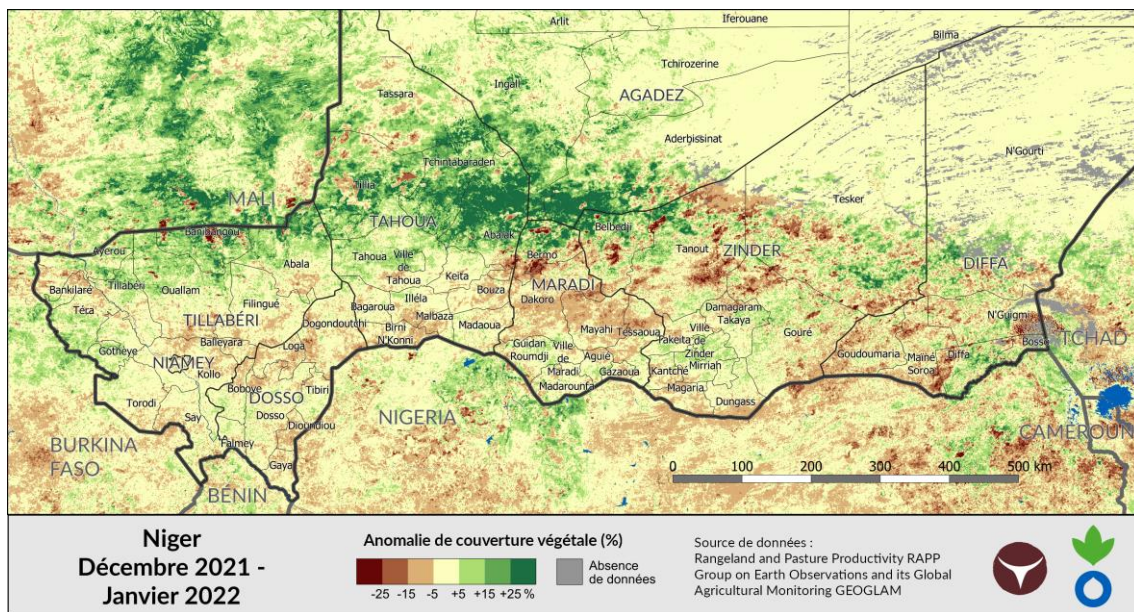 Arlit
Iferouane
Bilma
Tchirozerine
Ingall
Tassara
AGADEZ
Aderbissinat
N'Gourti
Tchintabaraden
Tillia
Tesker
MALI
TAHOUA
Banibangou
Abalak
Belbedji
Tanout
ZINDER
Ayerou
Bermo
DIFFA
Abala
Tahoua
Ville de Tahoua
Keita
Bankilaré
Tillabéri
Ouallam
Bouza
MARADI
Dakoro
Téra
Filingué
Bagaroua
Illéla
Damagaram Takaya
N'Guigmi
TILLABÉRI
Dogondoutchi
Birni N'Konni
Malbaza
Madaoua
Mayahi
Tessaoua
Gouré
TCHAD
Balleyara
Ville de Zinder
Bosso
Gothèye
Loga
Guidan Roumdji
Ville de Maradi
Aguié
Takeita
Goudoumaria
Maïné Soroa
Diffa
NIAMEY
Kollo
Gazaoua
Kantché
Mirriah
Boboye
Tibiri
Madarounfa
Magaria
Torodi
DOSSO
Dungass
Say
Dosso
Dioundiou
NIGERIA
CAMEROUN
BURKINA FASO
Falmey
Gaya
BÉNIN
0 100 200 300 400 500 km
Niger
Décembre 2021 -
Janvier 2022
Anomalie de couverture végétale (%)
-25 -15 -5 +5 +15 +25 %
Absence
de données
Source de données :
Rangeland and Pasture Productivity RAPP
Group on Earth Observations and its Global
Agricultural Monitoring GEOGLAM